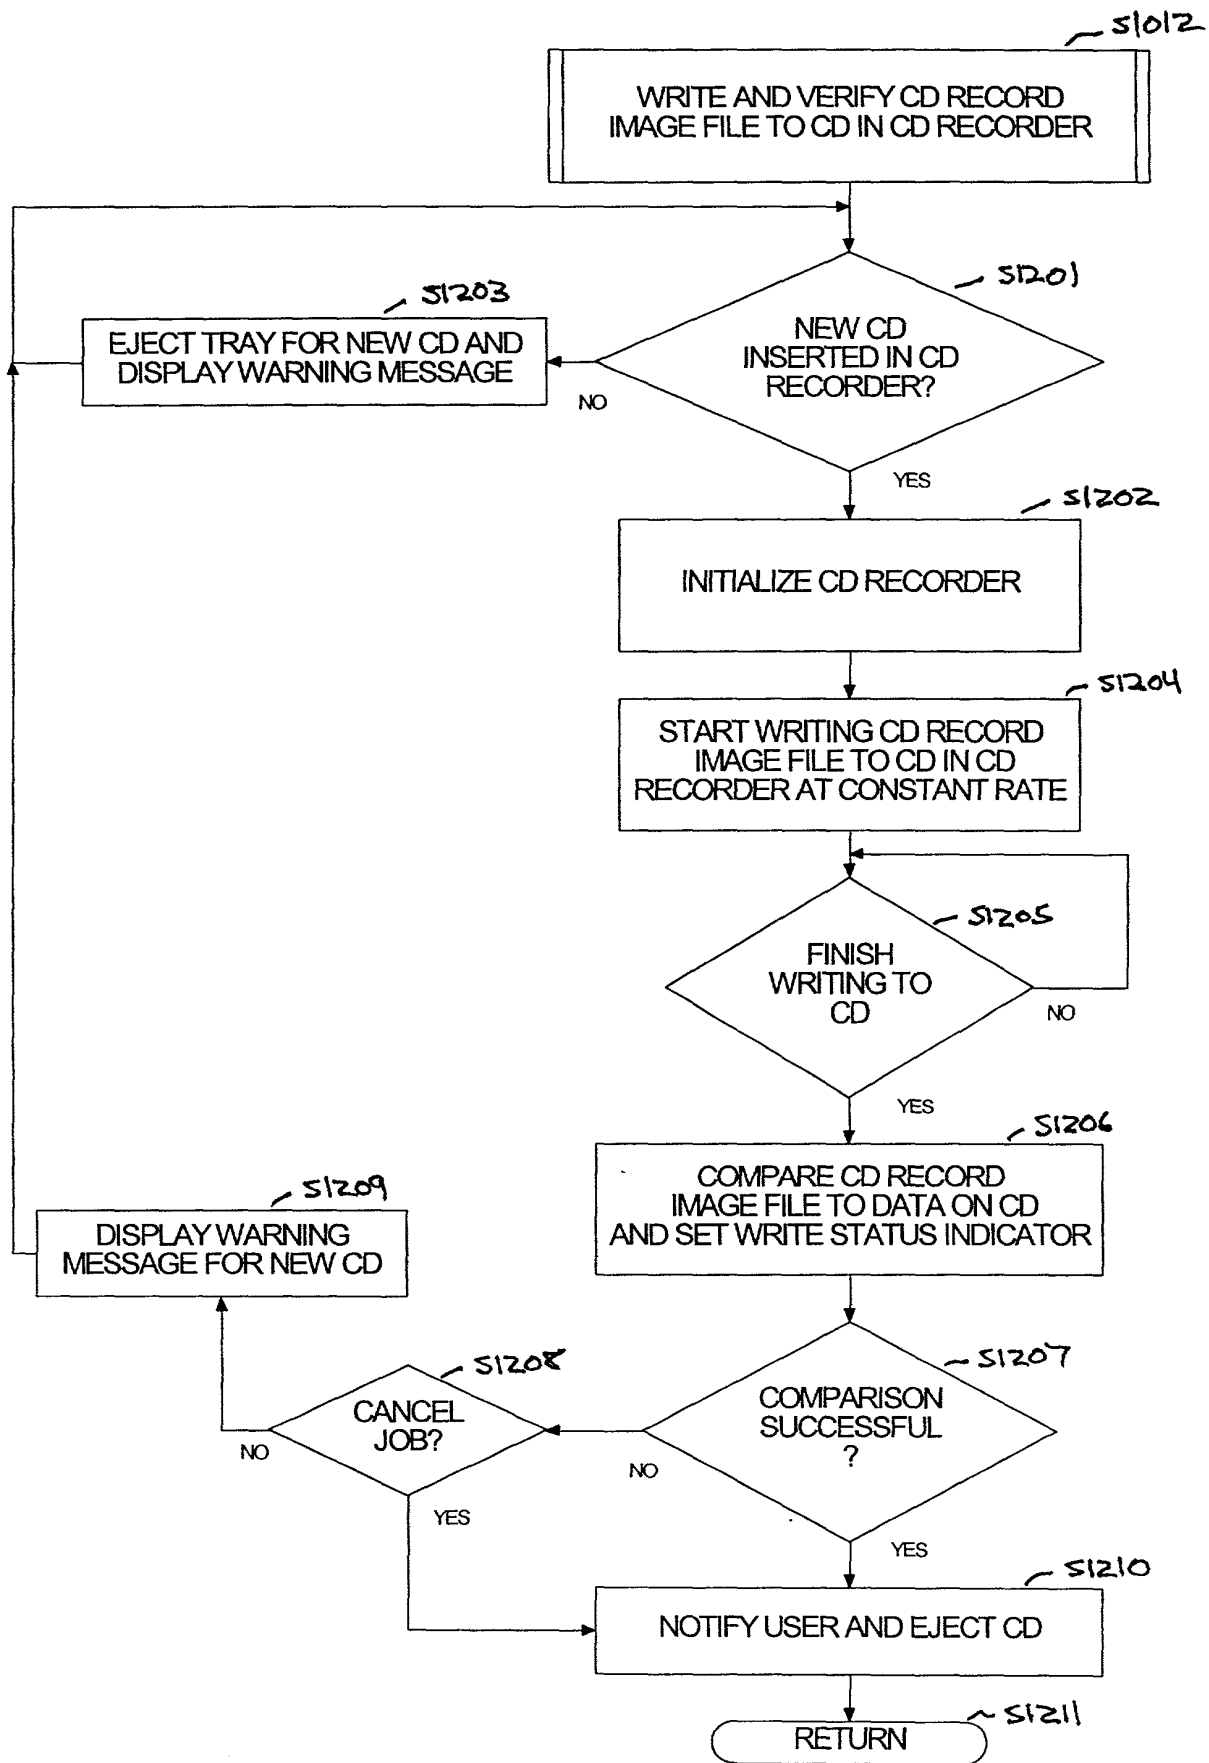 S1012
WRITE AND VERIFY CD RECORD
IMAGE FILE TO CD IN CD RECORDER
S1201
NEW CD
INSERTED IN CD
RECORDER?
NO
YES
S1203
EJECT TRAY FOR NEW CD AND
DISPLAY WARNING MESSAGE
S1202
INITIALIZE CD RECORDER
S1204
START WRITING CD RECORD
IMAGE FILE TO CD IN CD
RECORDER AT CONSTANT RATE
S1205
FINISH
WRITING TO
CD
NO
YES
S1206
COMPARE CD RECORD
IMAGE FILE TO DATA ON CD
AND SET WRITE STATUS INDICATOR
S1209
DISPLAY WARNING
MESSAGE FOR NEW CD
S1207
COMPARISON
SUCCESSFUL
?
NO
YES
S1208
CANCEL
JOB?
NO
YES
S1210
NOTIFY USER AND EJECT CD
S1211
RETURN